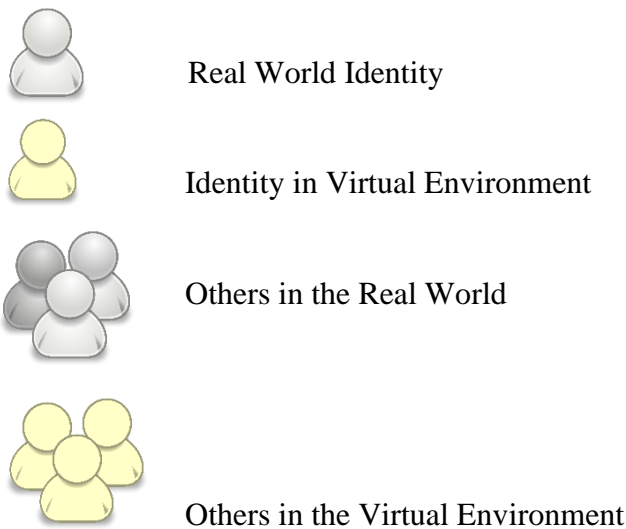 Real World Identity
Identity in Virtual Environment
Others in the Real World
Others in the Virtual Environment